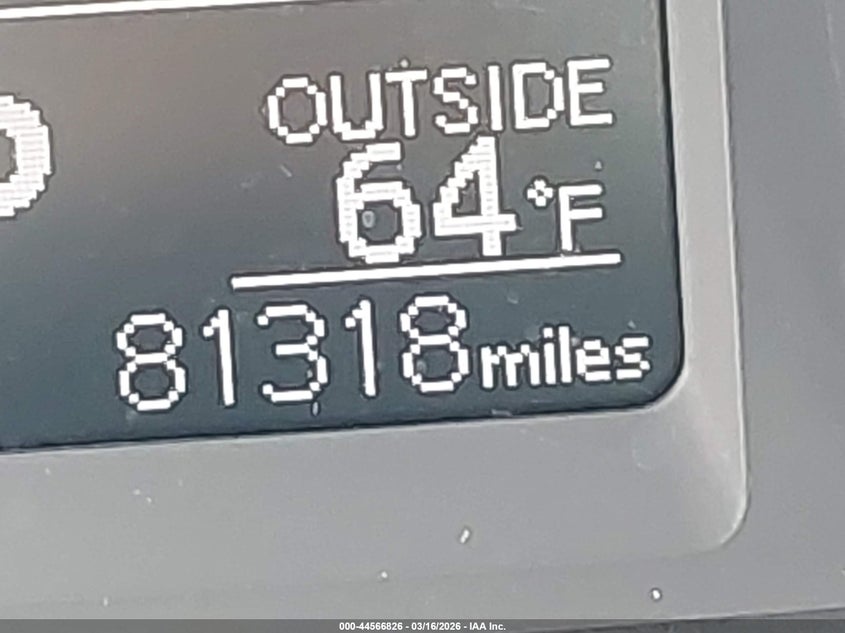 OUTSIDE
64°F
81318miles
000-44566826 - 03/16/2026 - IAA Inc.